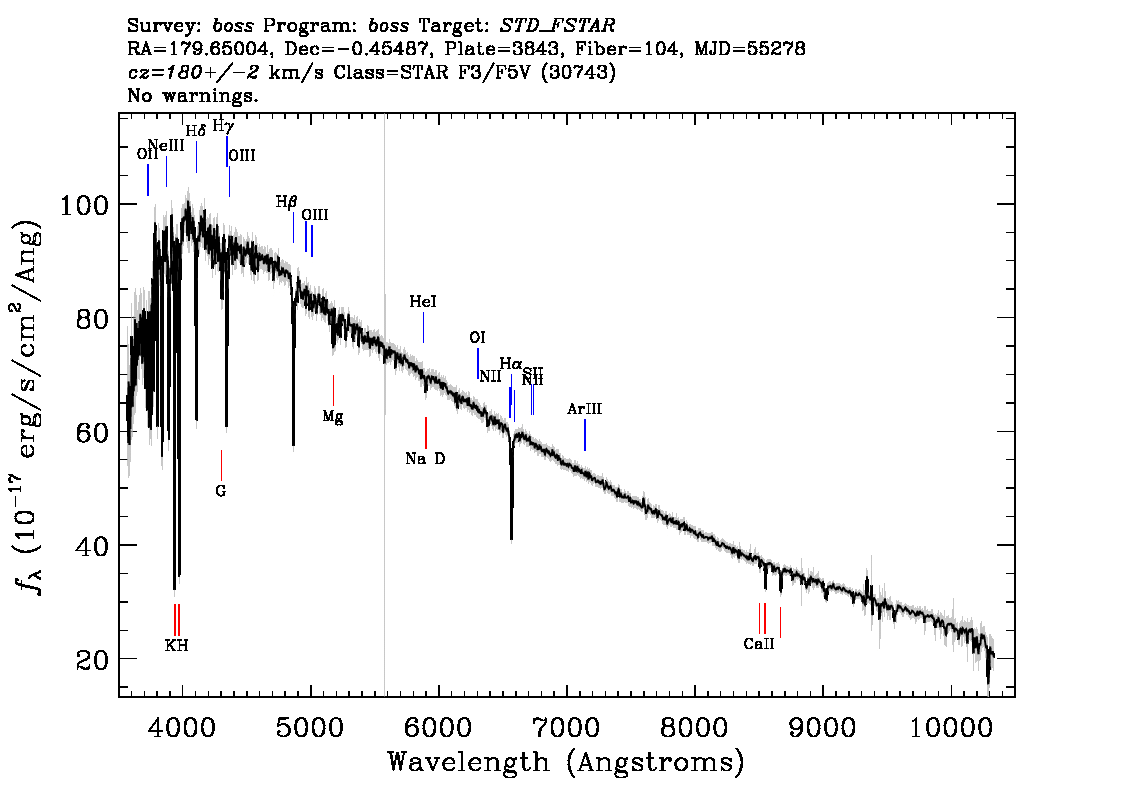 Survey: boss Program: boss Target: STD_FSTAR
RA=179.65004, Dec=−0.45487, Plate=3843, Fiber=104, MJD=55278
cz=180+/−2 km/s Class=STAR F3/F5V (30743)
No warnings.
Hδ Hγ
OII NeIII OIII
Hβ
OIII
HeI
OI
Hα
NII SII
NII
ArIII
Mg
Na D
G
KH
CaII
100
80
60
40
20
4000 5000 6000 7000 8000 9000 10000
Wavelength (Angstroms)
fλ (10−17 erg/s/cm2/Ang)